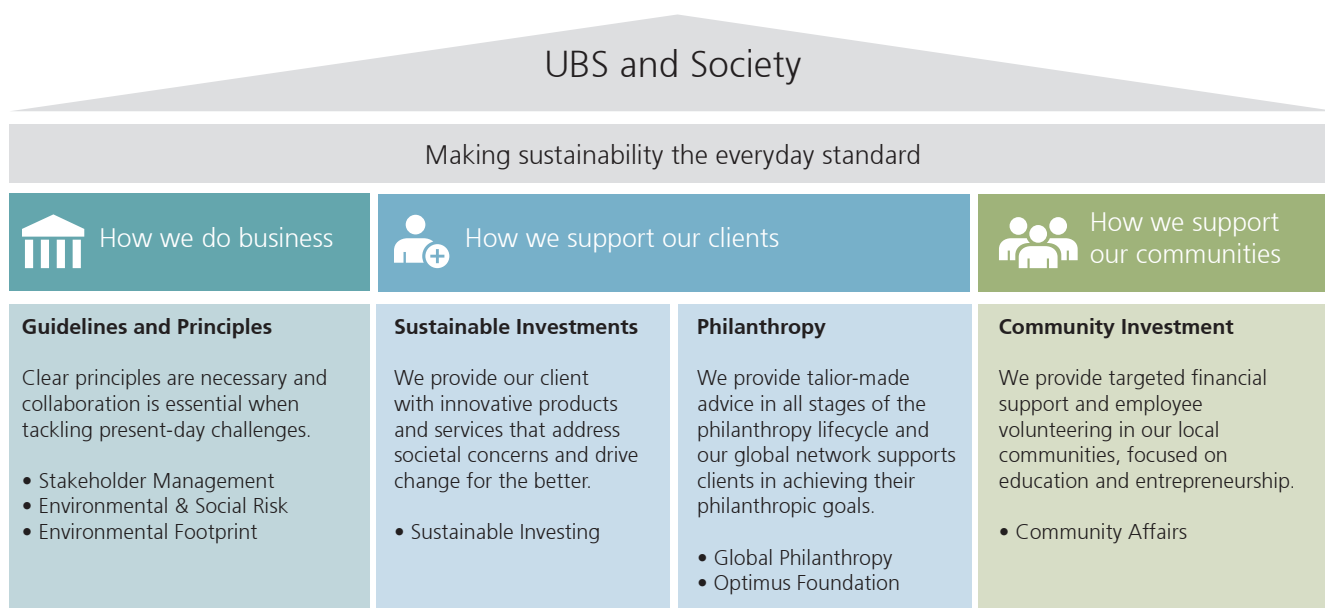 UBS and Society
Making sustainability the everyday standard
How we do business
How we support our clients
How we support
our communities
Guidelines and Principles
Clear principles are necessary and
collaboration is essential when
tackling present-day challenges.
• Stakeholder Management
• Environmental & Social Risk
• Environmental Footprint
Sustainable Investments
We provide our client
with innovative products
and services that address
societal concerns and drive
change for the better.
• Sustainable Investing
Philanthropy
We provide talior-made
advice in all stages of the
philanthropy lifecycle and
our global network supports
clients in achieving their
philanthropic goals.
• Global Philanthropy
• Optimus Foundation
Community Investment
We provide targeted financial
support and employee
volunteering in our local
communities, focused on
education and entrepreneurship.
• Community Affairs